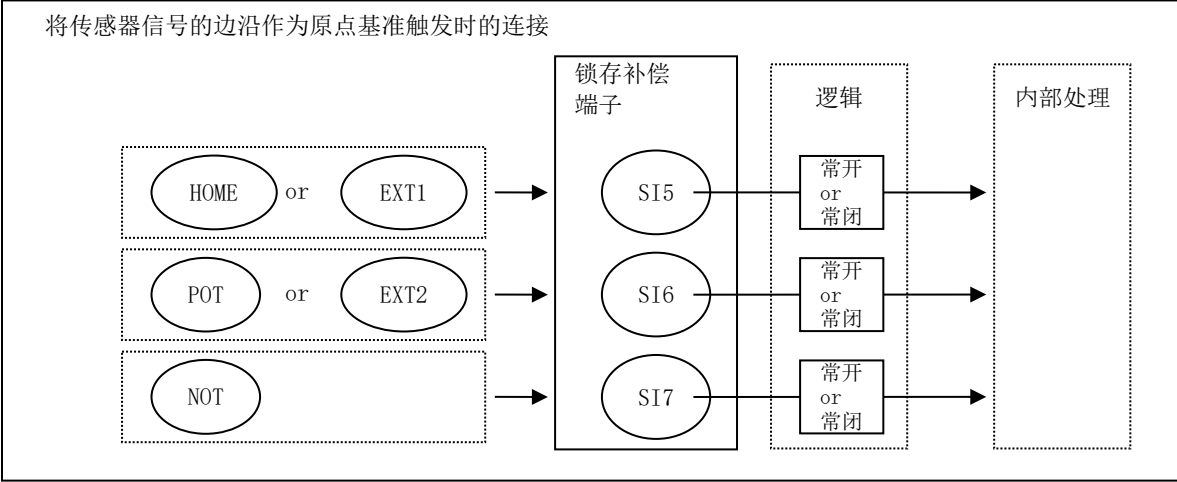 将传感器信号的边沿作为原点基准触发时的连接
锁存补偿
端子
逻辑
内部处理
HOME or EXT1
SI5
常开
or
常闭
POT or EXT2
SI6
常开
or
常闭
NOT
SI7
常开
or
常闭